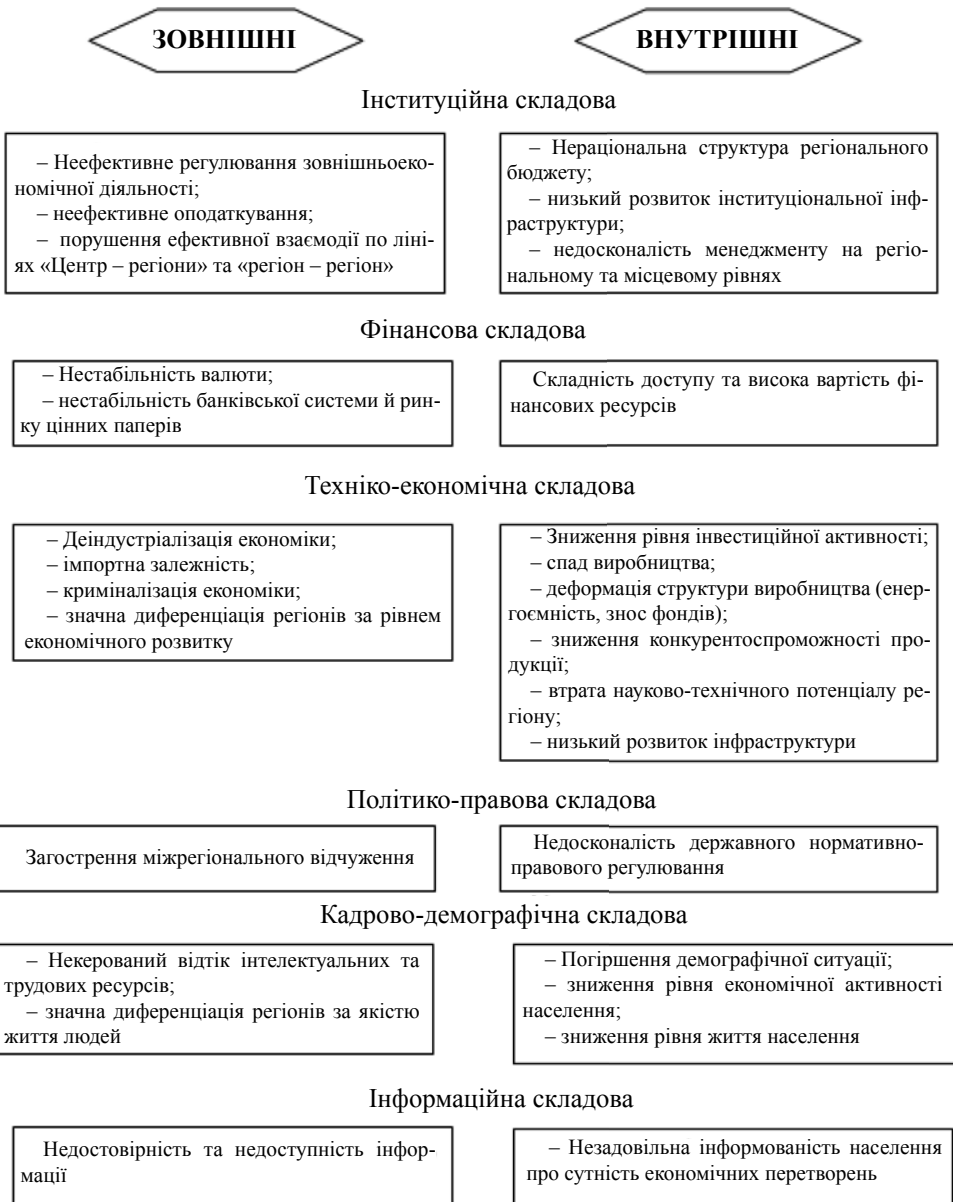 ЗОВНІШНІ
ВНУТРІШНІ
Інституційна складова
– Неефективне регулювання зовнішньоеко-
номічної діяльності;
– неефективне оподаткування;
– порушення ефективної взаємодії по ліні-
ях «Центр – регіони» та «регіон – регіон»
– Нераціональна структура регіонального
бюджету;
– низький розвиток інституціональної інф-
раструктури;
– недосконалість менеджменту на регіо-
нальному та місцевому рівнях
Фінансова складова
– Нестабільність валюти;
– нестабільність банківської системи й рин-
ку цінних паперів
Складність доступу та висока вартість фі-
нансових ресурсів
Техніко-економічна складова
– Деіндустріалізація економіки;
– імпортна залежність;
– криміналізація економіки;
– значна диференціація регіонів за рівнем
економічного розвитку
– Зниження рівня інвестиційної активності;
– спад виробництва;
– деформація структури виробництва (енер-
гоємність, знос фондів);
– зниження конкурентоспроможності про-
дукції;
– втрата науково-технічного потенціалу ре-
гіону;
– низький розвиток інфраструктури
Політико-правова складова
Загострення міжрегіонального відчуження
Недосконалість державного нормативно-
правового регулювання
Кадрово-демографічна складова
– Некерований відтік інтелектуальних та
трудових ресурсів;
– значна диференціація регіонів за якістю
життя людей
– Погіршення демографічної ситуації;
– зниження рівня економічної активності
населення;
– зниження рівня життя населення
Інформаційна складова
Недостовірність та недоступність інфор-
мації
– Незадовільна інформованість населення
про сутність економічних перетворень